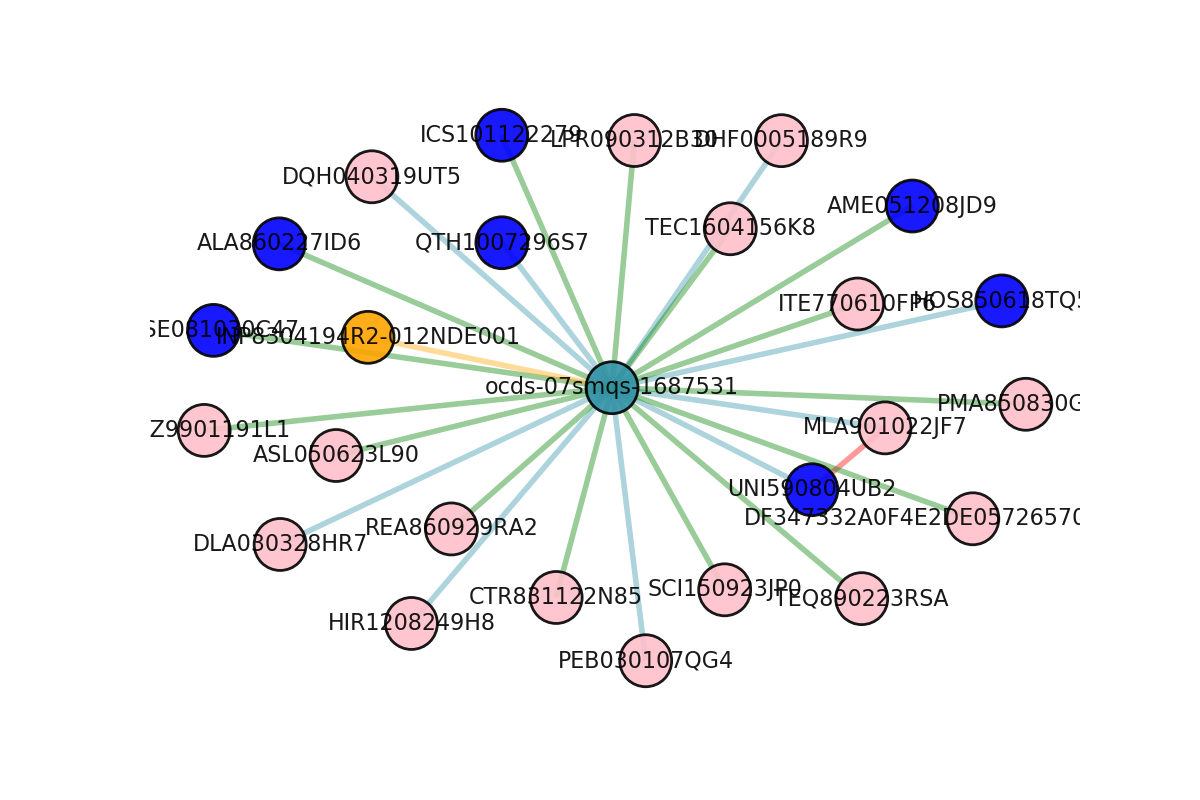 ICS101122279
LPR090312B30
DHF0005189R9
DQH040319UT5
AME051208JD9
TEC1604156K8
ALA860227ID6
QTH1007296S7
ITE770610FP6
HOS850618TQ5
SE081030C47
INP8304194R2-012NDE001
ocds-07smqs-1687531
PMA850830G
MLA901022JF7
Z9901191L1
ASL050623L90
UNI590804UB2
DF347332A0F4E2DE05726570
REA860929RA2
DLA030328HR7
SCI150923JP0
CTR831122N85
TEQ890223RSA
HIR1208249H8
PEB030107QG4